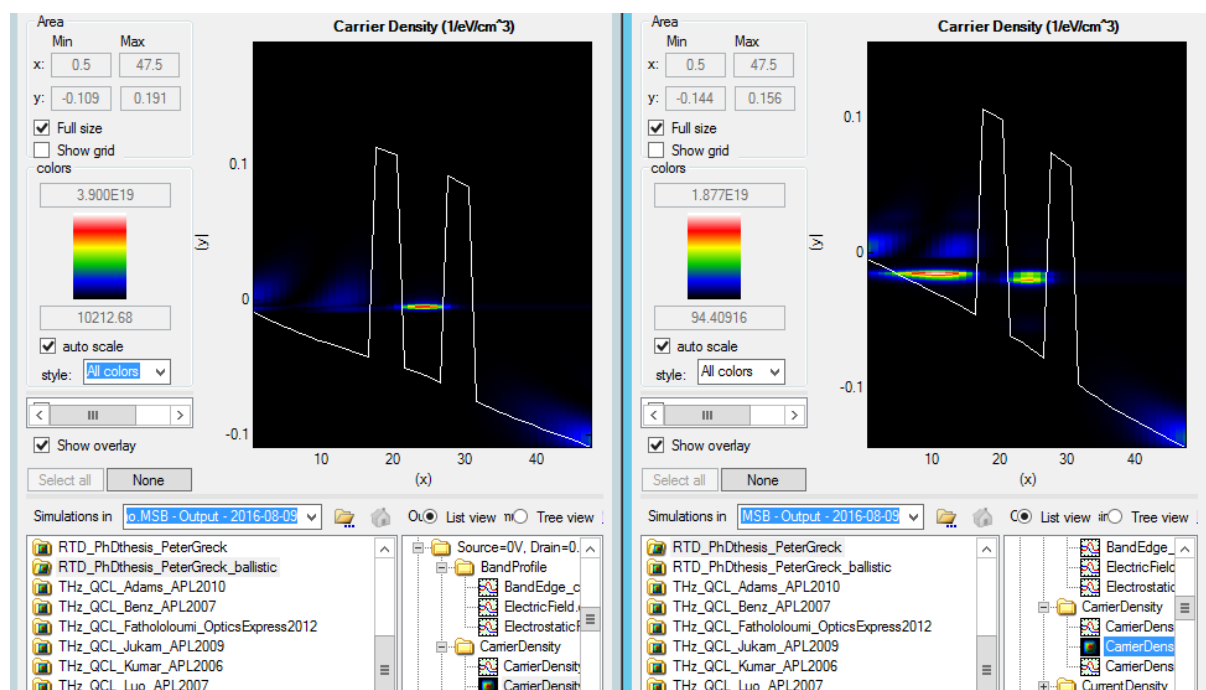 Area
Min Max
x: 0.5 47.5
y: -0.109 0.191
Full size
Show grid
colors
3.900E19
10212.68
auto scale
style: All colors
Show overlay
Select all None
Carrier Density (1/eV/cm^3)
0.1
0
-0.1
(y)
10 20 30 40
(x)
Simulations in o.MSB - Output - 2016-08-09 List view Tree view
RTD_PhDthesis_PeterGreck
RTD_PhDthesis_PeterGreck_ballistic
THz_QCL_Adams_APL2010
THz_QCL_Benz_APL2007
THz_QCL_Fathololoumi_OpticsExpress2012
THz_QCL_Jukam_APL2009
THz_QCL_Kumar_APL2006
THz_QCL_Luo_APL2007
Source=0V, Drain=0.
BandProfile
BandEdge_c
ElectricField.
Electrostatic
CarrierDensity
CarrierDensity
CarrierDensity
Area
Min Max
x: 0.5 47.5
y: -0.144 0.156
Full size
Show grid
colors
1.877E19
94.40916
auto scale
style: All colors
Show overlay
Select all None
Carrier Density (1/eV/cm^3)
0.1
0
-0.1
(y)
10 20 30 40
(x)
Simulations in MSB - Output - 2016-08-09 List view Tree view
RTD_PhDthesis_PeterGreck
RTD_PhDthesis_PeterGreck_ballistic
THz_QCL_Adams_APL2010
THz_QCL_Benz_APL2007
THz_QCL_Fathololoumi_OpticsExpress2012
THz_QCL_Jukam_APL2009
THz_QCL_Kumar_APL2006
THz_QCL_Luo_APL2007
BandEdge_
ElectricField
Electrostatic
CarrierDensity
CarrierDens
CarrierDens
CarrierDens
CurrentDensity